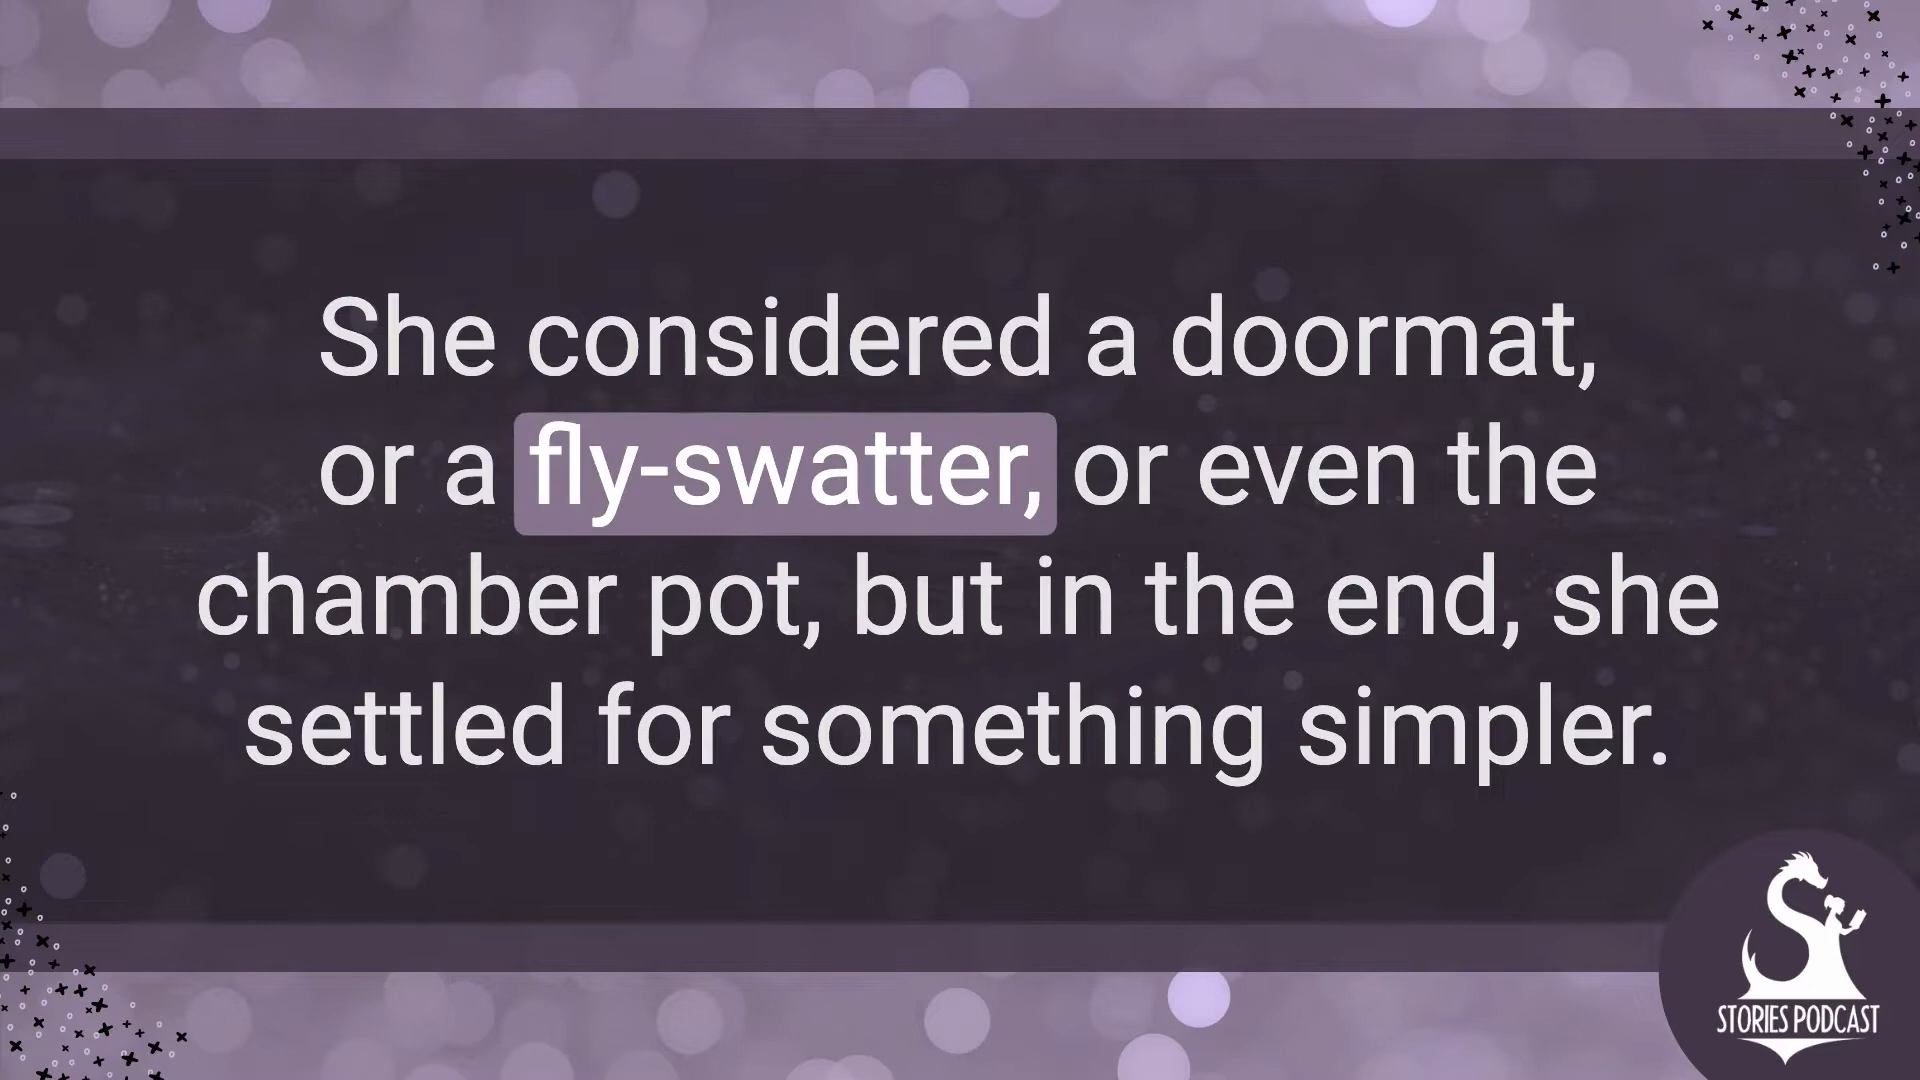 She considered a doormat,
or a fly-swatter, or even the
chamber pot, but in the end, she
settled for something simpler.
STORIES PODCAST